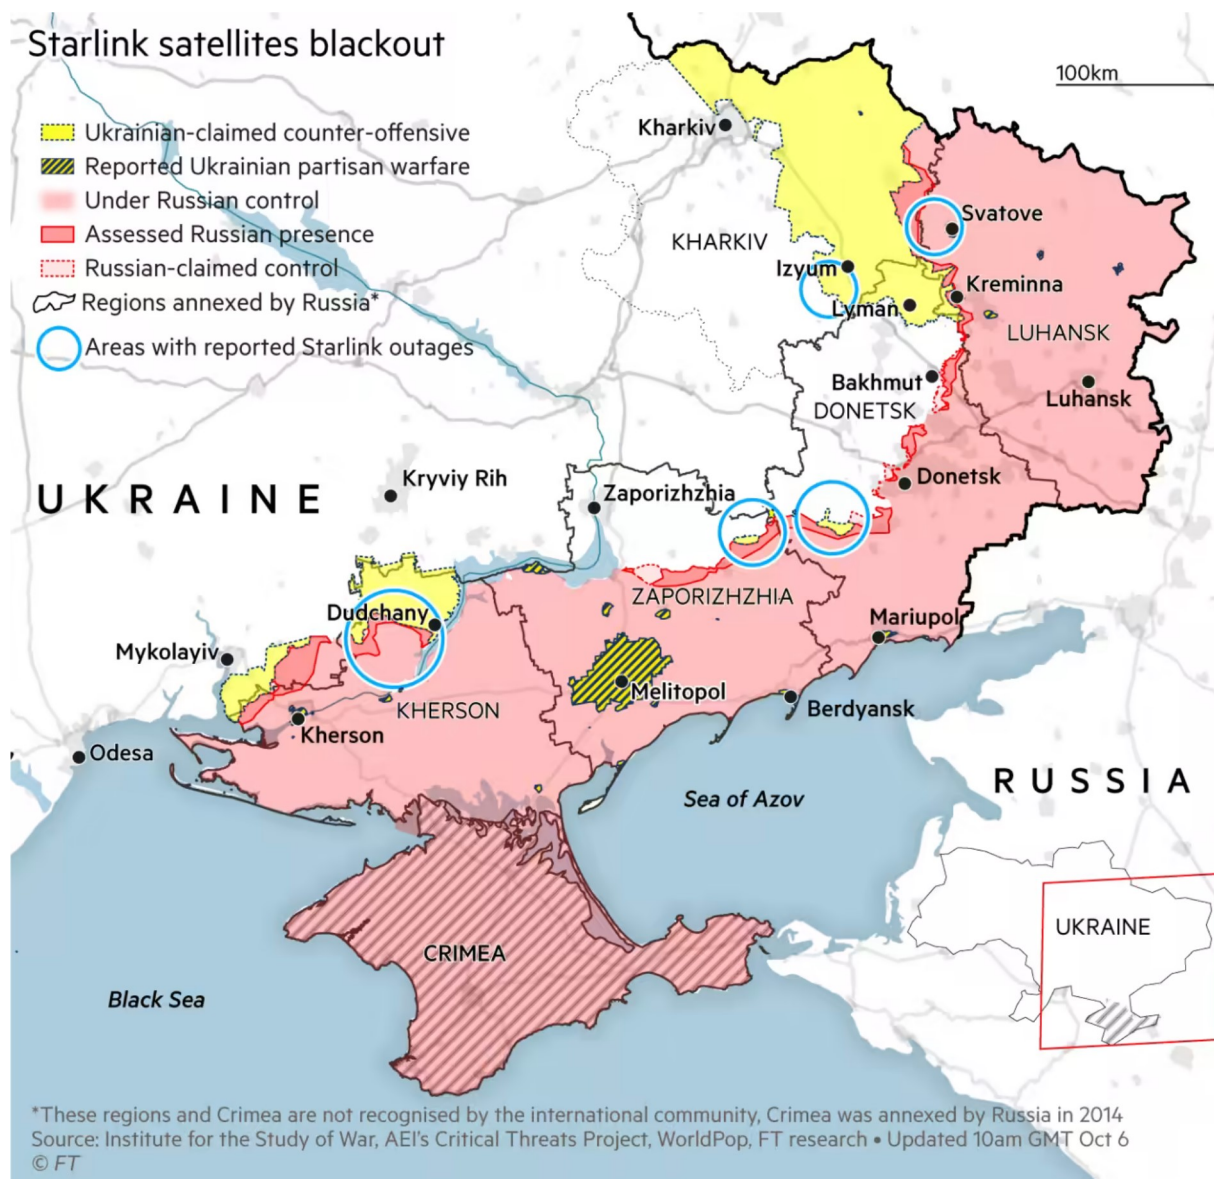 Starlink satellites blackout
100km
Ukrainian-claimed counter-offensive
Reported Ukrainian partisan warfare
Under Russian control
Assessed Russian presence
Russian-claimed control
Regions annexed by Russia*
Areas with reported Starlink outages
Kharkiv
Svatove
KHARKIV
Izyum
Kreminna
Lyman
LUHANSK
Bakhmut
Luhansk
DONETSK
Kryviy Rih
Donetsk
UKRAINE
Zaporizhzhia
ZAPORIZHZHIA
Dudchany
Mariupol
Mykolayiv
Melitopol
KHERSON
Berdyansk
Kherson
Odesa
RUSSIA
Sea of Azov
UKRAINE
CRIMEA
Black Sea
*These regions and Crimea are not recognised by the international community, Crimea was annexed by Russia in 2014
Source: Institute for the Study of War, AEI's Critical Threats Project, WorldPop, FT research • Updated 10am GMT Oct 6
© FT